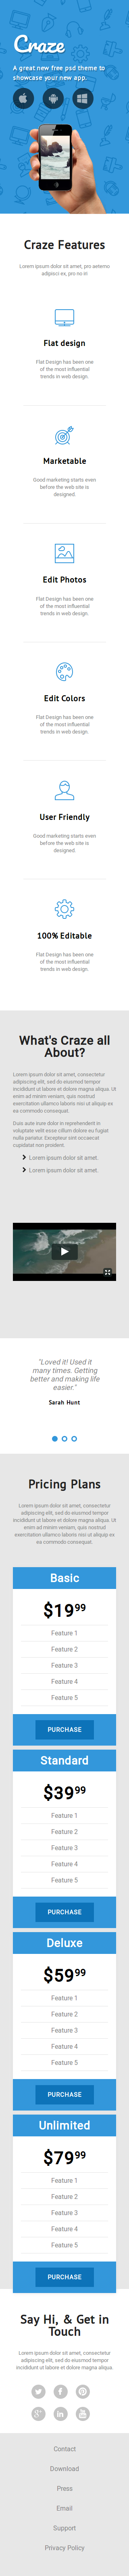 Craze
A great new free psd theme to
showcase your new app.
Craze Features
Lorem ipsum dolor sit amet, pro aeterno
adipisci ex, pro no iri
Flat design
Flat Design has been one
of the most influential
trends in web design.
Marketable
Good marketing starts even
before the web site is
designed.
Edit Photos
Flat Design has been one
of the most influential
trends in web design.
Edit Colors
Flat Design has been one
of the most influential
trends in web design.
User Friendly
Good marketing starts even
before the web site is
designed.
100% Editable
Flat Design has been one
of the most influential
trends in web design.
What's Craze all
About?
Lorem ipsum dolor sit amet, consectetur
adipisicing elit, sed do eiusmod tempor
incididunt ut labore et dolore magna aliqua. Ut
enim ad minim veniam, quis nostrud
exercitation ullamco laboris nisi ut aliquip ex
ea commodo consequat.
Duis aute irure dolor in reprehenderit in
voluptate velit esse cillum dolore eu fugiat
nulla pariatur. Excepteur sint occaecat
cupidatat non proident.
Lorem ipsum dolor sit amet.
Lorem ipsum dolor sit amet.
"Loved it! Used it
many times. Getting
better and making life
easier."
Sarah Hunt
Pricing Plans
Lorem ipsum dolor sit amet, consectetur
adipisicing elit, sed do eiusmod tempor
incididunt ut labore et dolore magna aliqua. Ut
enim ad minim veniam, quis nostrud
exercitation ullamco laboris nisi ut aliquip ex
ea commodo consequat.
Basic
$19 99
Feature 1
Feature 2
Feature 3
Feature 4
Feature 5
PURCHASE
Standard
$39 99
Feature 1
Feature 2
Feature 3
Feature 4
Feature 5
PURCHASE
Deluxe
$59 99
Feature 1
Feature 2
Feature 3
Feature 4
Feature 5
PURCHASE
Unlimited
$79 99
Feature 1
Feature 2
Feature 3
Feature 4
Feature 5
PURCHASE
Say Hi, & Get in
Touch
Lorem ipsum dolor sit amet, consectetur
adipisicing elit, sed do eiusmod tempor
incididunt ut labore et dolore magna aliqua.
Contact
Download
Press
Email
Support
Privacy Policy